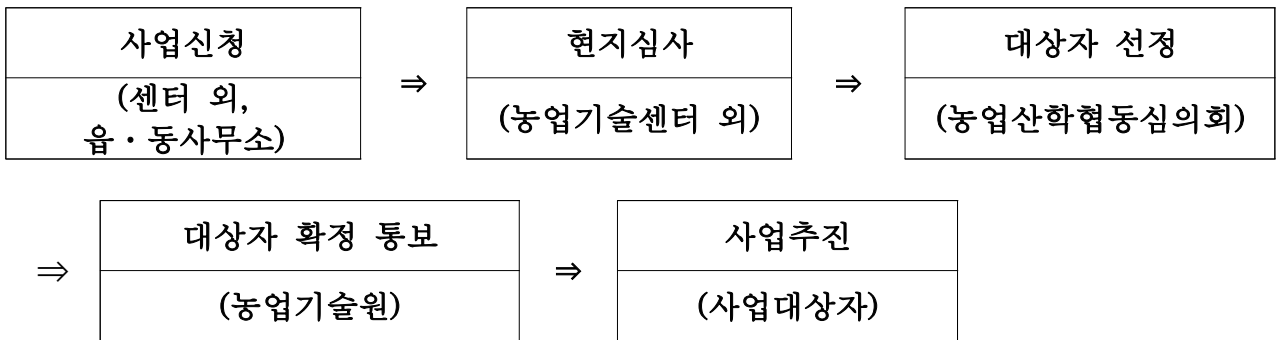 사업신청
(센터 외,
읍·동사무소)
⇒
현지심사
(농업기술센터 외)
⇒
대상자 선정
(농업산학협동심의회)
⇒
대상자 확정 통보
(농업기술원)
⇒
사업추진
(사업대상자)